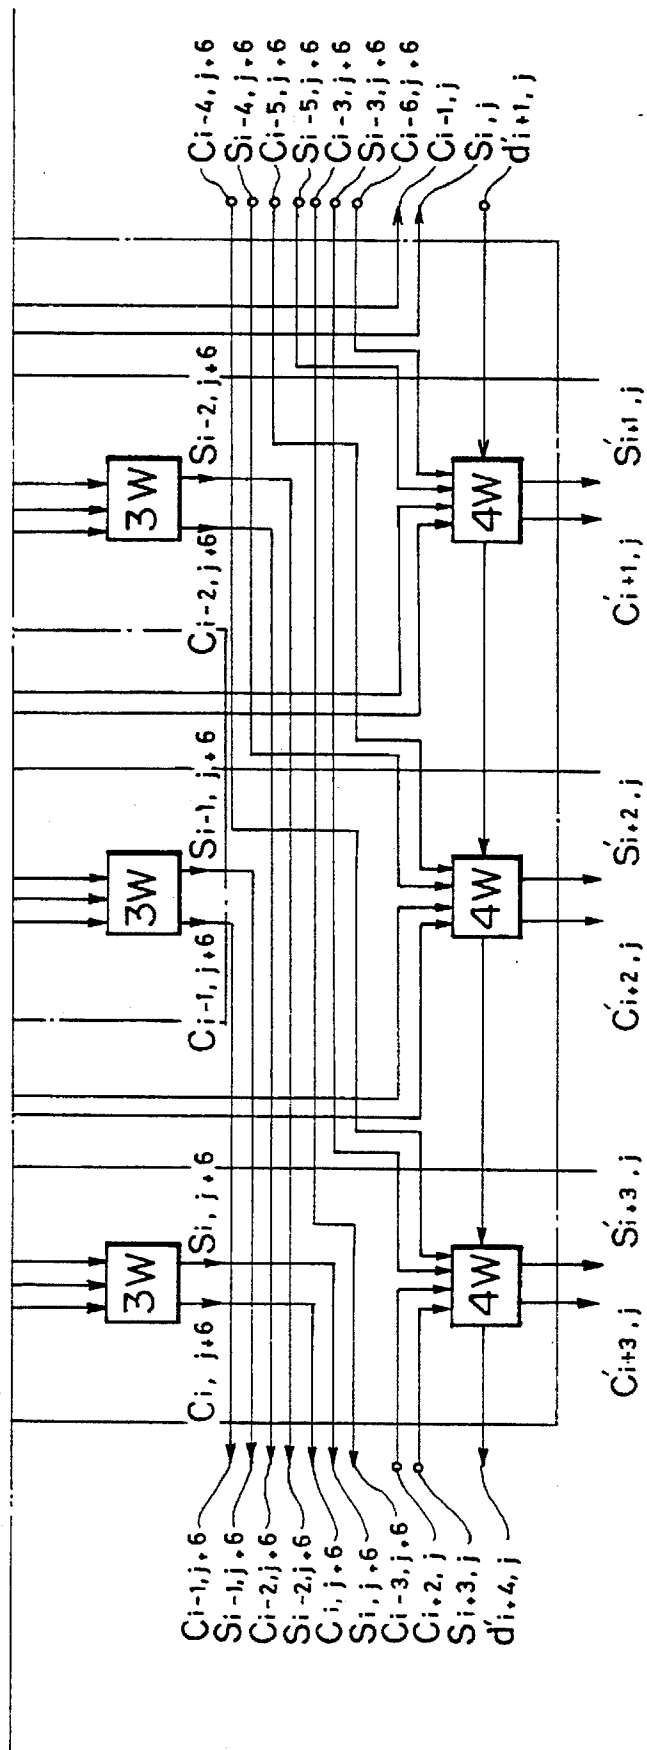 Ci-4, j+6
Si-4, j+6
Ci-5, j+6
Si-5, j+6
Ci-3, j+6
Si-3, j+6
Ci-6, j+6
Ci-1, j
Si, j
d'i+1, j
3W
Si-2, j+6
Ci-2, j+6
4W
S'i+1, j
C'i+1, j
3W
Si-1, j+6
Ci-1, j+6
4W
S'i+2, j
C'i+2, j
3W
Si, j+6
Ci, j+6
4W
S'i+3, j
C'i+3, j
Ci-1, j+6
Si-1, j+6
Ci-2, j+6
Si-2, j+6
Ci, j+6
Si, j+6
Ci-3, j+6
Ci+2, j
Si+3, j
d'i+4, j